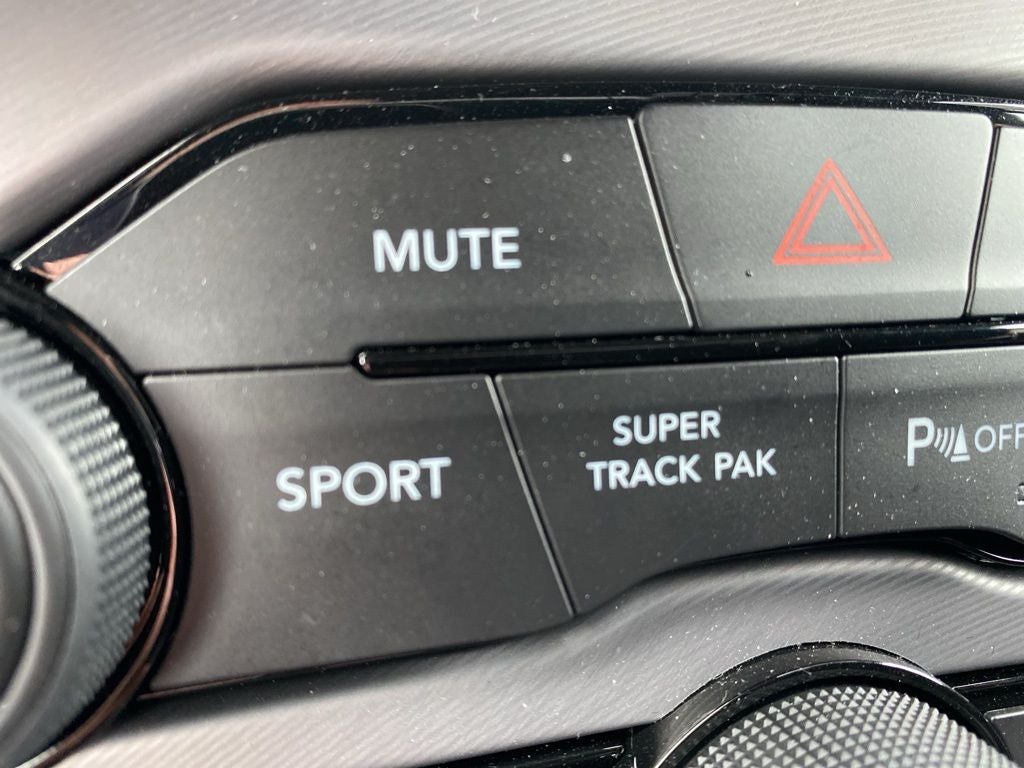 MUTE
SPORT
SUPER
TRACK PAK
P OFF